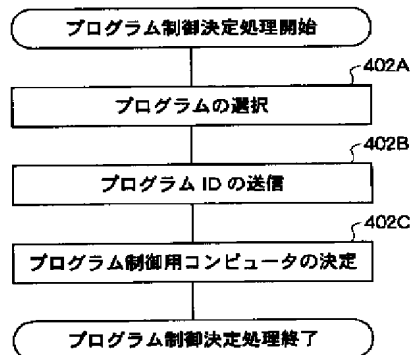 プログラム制御決定処理開始
402A
プログラムの選択
402B
プログラム ID の送信
402C
プログラム制御用コンピュータの決定
プログラム制御決定処理終了